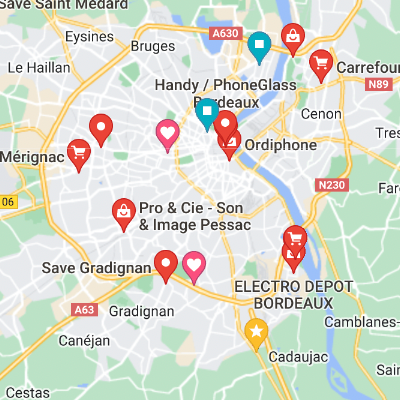 Save Saint Médard
Eysines
Bruges
A630
Le Haillan
Carrefour
N89
Handy / PhoneGlass
Bordeaux
Cenon
Ordiphone
Tres
Mérignac
N230
Far
06
Pro & Cie - Son
& Image Pessac
Save Gradignan
ELECTRO DEPOT
BORDEAUX
A63
Gradignan
Camblanes-
Canéjan
Cadaujac
Sain
Cestas